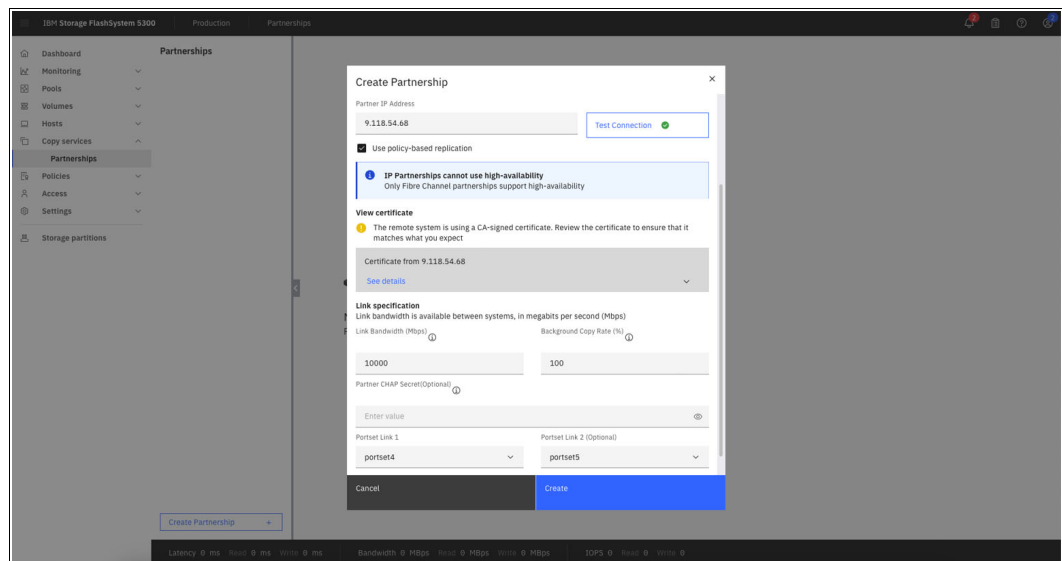 IBM Storage FlashSystem 5300 Production Partnerships 2 2
Dashboard
Monitoring
Pools
Volumes
Hosts
Copy services
Partnerships
Policies
Access
Settings
Storage partitions
Partnerships
Create Partnership +
Create Partnership
Partner IP Address
9.118.54.68
Test Connection
Use policy-based replication
IP Partnerships cannot use high-availability
Only Fibre Channel partnerships support high-availability
View certificate
The remote system is using a CA-signed certificate. Review the certificate to ensure that it
matches what you expect
Certificate from 9.118.54.68
See details
Link specification
Link bandwidth is available between systems, in megabits per second (Mbps)
Link Bandwidth (Mbps) Background Copy Rate (%)
10000 100
Partner CHAP Secret(Optional)
Enter value
Portset Link 1 Portset Link 2 (Optional)
portset4 portset5
Cancel Create
Latency 0 ms Read 0 ms Write 0 ms Bandwidth 0 MBps Read 0 MBps Write 0 MBps IOPS 0 Read 0 Write 0